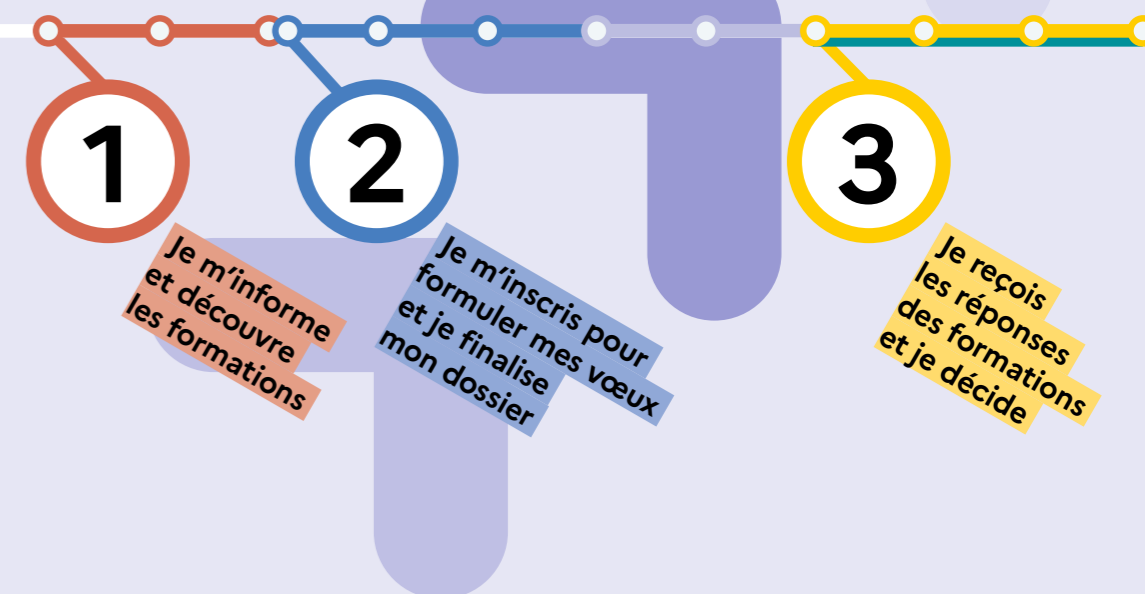 1
Je m’informe
et découvre
les formations
2
Je m’inscris pour
formuler mes vœux
et je finalise
mon dossier
3
Je reçois
les réponses
des formations
et je décide